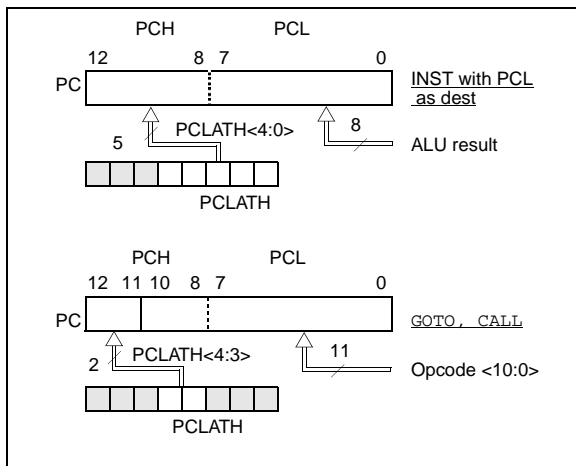 PCH PCL
12 8 7 0
PC
INST with PCL
as dest
PCLATH<4:0>
5
8
ALU result
PCLATH
PCH PCL
12 11 10 8 7 0
PC
GOTO, CALL
PCLATH<4:3>
2
11
Opcode <10:0>
PCLATH